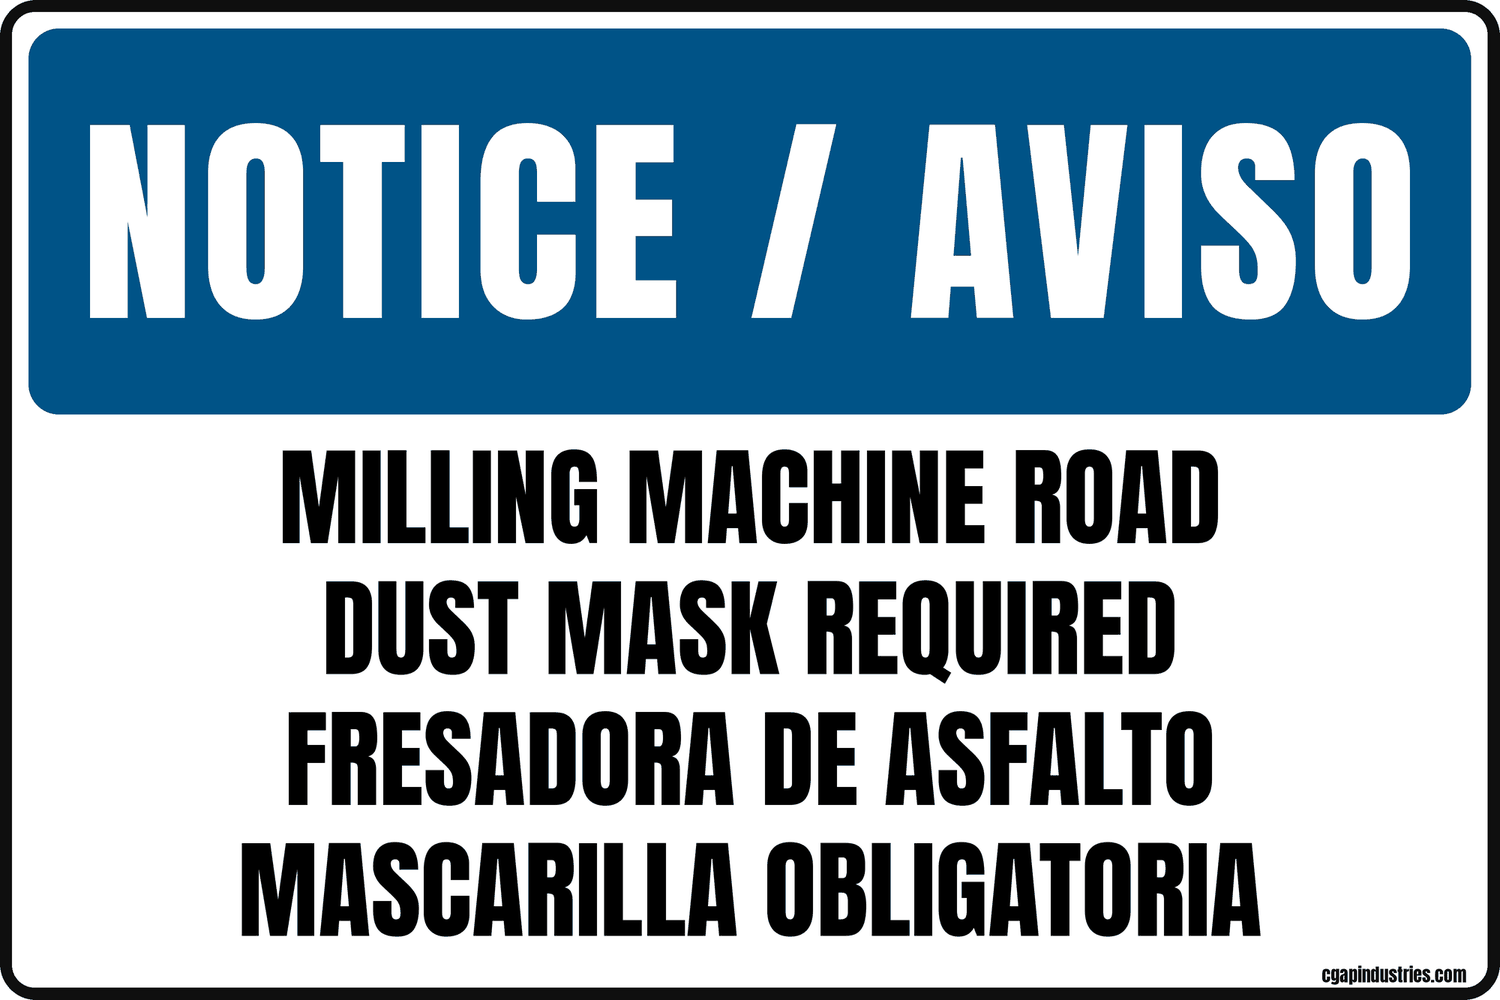 NOTICE / AVISO
MILLING MACHINE ROAD
DUST MASK REQUIRED
FRESADORA DE ASFALTO
MASCARILLA OBLIGATORIA
cgapindustries.com